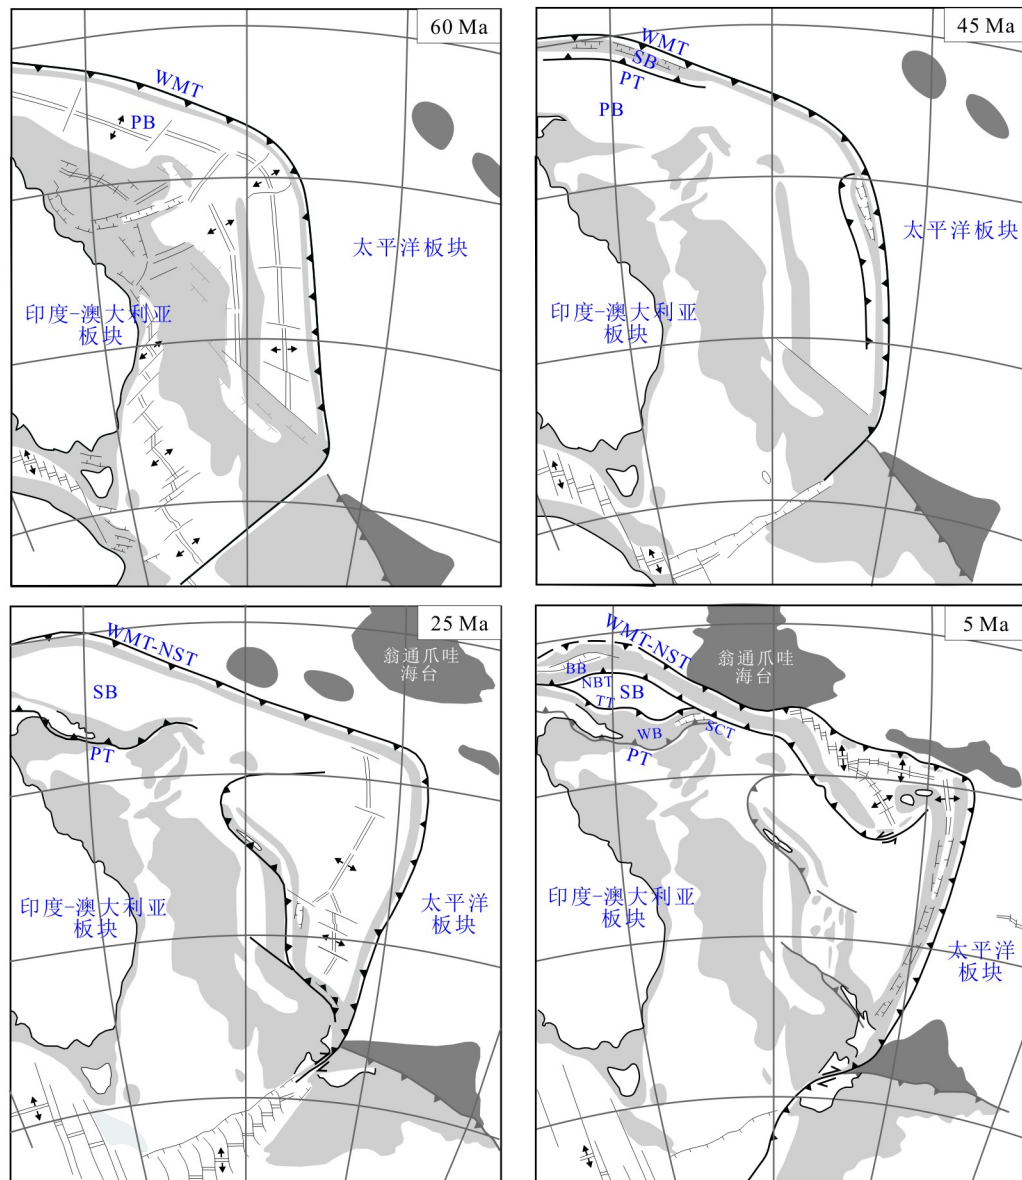 60 Ma
WMT
PB
太平洋板块
印度-澳大利亚
板块
45 Ma
WMT
SB
PT
PB
太平洋板块
印度-澳大利亚
板块
25 Ma
WMT-NST
翁通爪哇
海台
SB
PT
印度-澳大利亚
板块
太平洋
板块
5 Ma
WMT-NST
翁通爪哇
海台
BB
NBT
SB
TT
WB
SCT
PT
印度-澳大利亚
板块
太平洋
板块